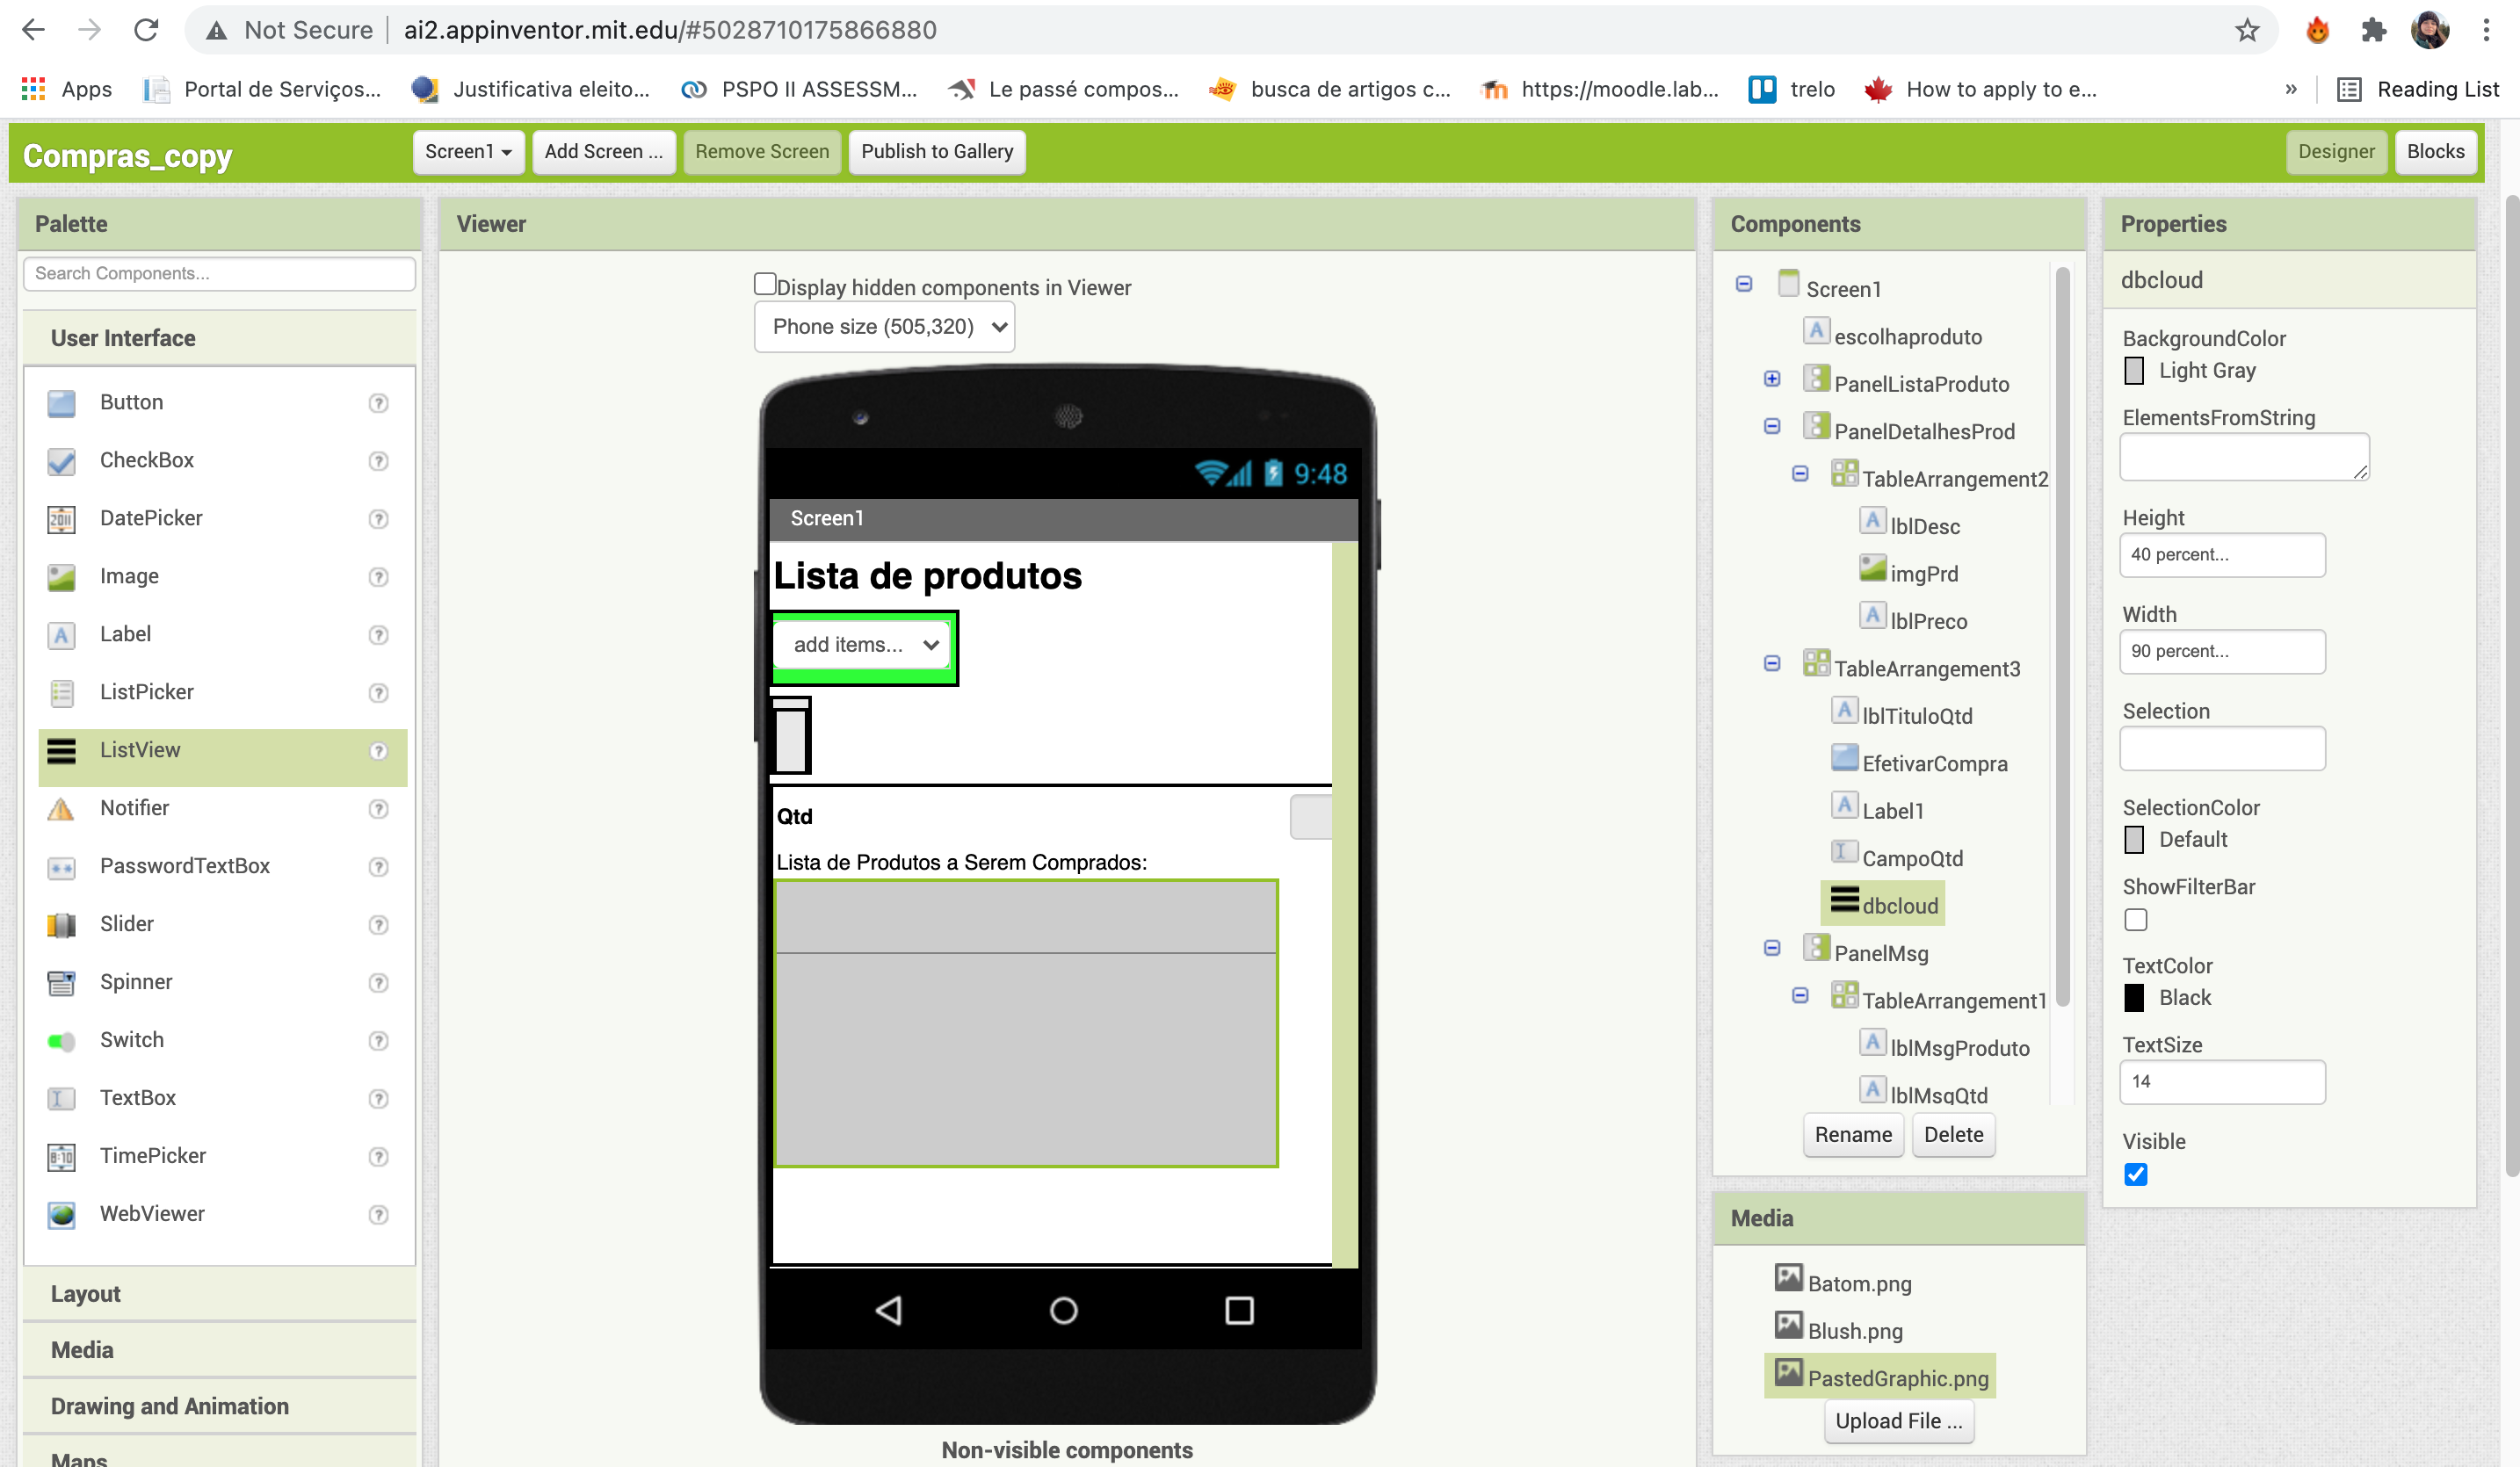 Not Secure
ai2.appinventor.mit.edu/#5028710175866880
Apps
Portal de Serviços...
Justificativa eleito...
PSPO II ASSESSM...
Le passé compos...
busca de artigos c...
https://moodle.lab...
trelo
How to apply to e...
»
Reading List
Compras_copy
Screen1
Add Screen ...
Remove Screen
Publish to Gallery
Designer
Blocks
Palette
Search Components...
User Interface
Button
CheckBox
DatePicker
Image
Label
ListPicker
ListView
Notifier
PasswordTextBox
Slider
Spinner
Switch
TextBox
TimePicker
WebViewer
Layout
Media
Drawing and Animation
Maps
Viewer
Display hidden components in Viewer
Phone size (505,320)
9:48
Screen1
Lista de produtos
add items...
Qtd
Lista de Produtos a Serem Comprados:
Non-visible components
Components
Screen1
escolhaproduto
PanelListaProduto
PanelDetalhesProd
TableArrangement2
lblDesc
imgPrd
lblPreco
TableArrangement3
lblTituloQtd
EfetivarCompra
Label1
CampoQtd
dbcloud
PanelMsg
TableArrangement1
lblMsgProduto
lblMsgQtd
Rename
Delete
Media
Batom.png
Blush.png
PastedGraphic.png
Upload File ...
Properties
dbcloud
BackgroundColor
Light Gray
ElementsFromString
Height
40 percent...
Width
90 percent...
Selection
SelectionColor
Default
ShowFilterBar
TextColor
Black
TextSize
14
Visible